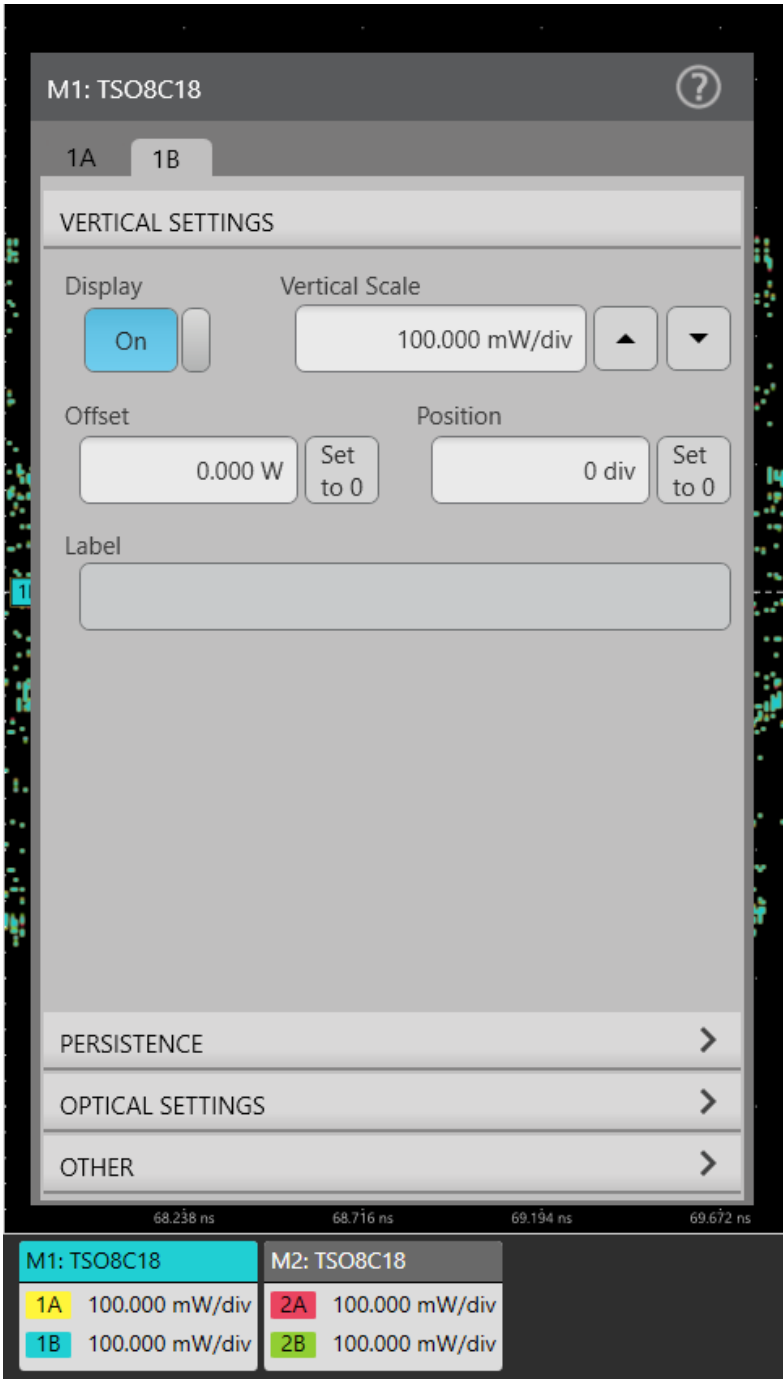 M1: TSO8C18
?
1A 1B
VERTICAL SETTINGS
Display Vertical Scale
On 100.000 mW/div
Offset Position
0.000 W Set to 0 0 div Set to 0
Label
PERSISTENCE
OPTICAL SETTINGS
OTHER
68.238 ns 68.716 ns 69.194 ns 69.672 ns
M1: TSO8C18 M2: TSO8C18
1A 100.000 mW/div 2A 100.000 mW/div
1B 100.000 mW/div 2B 100.000 mW/div